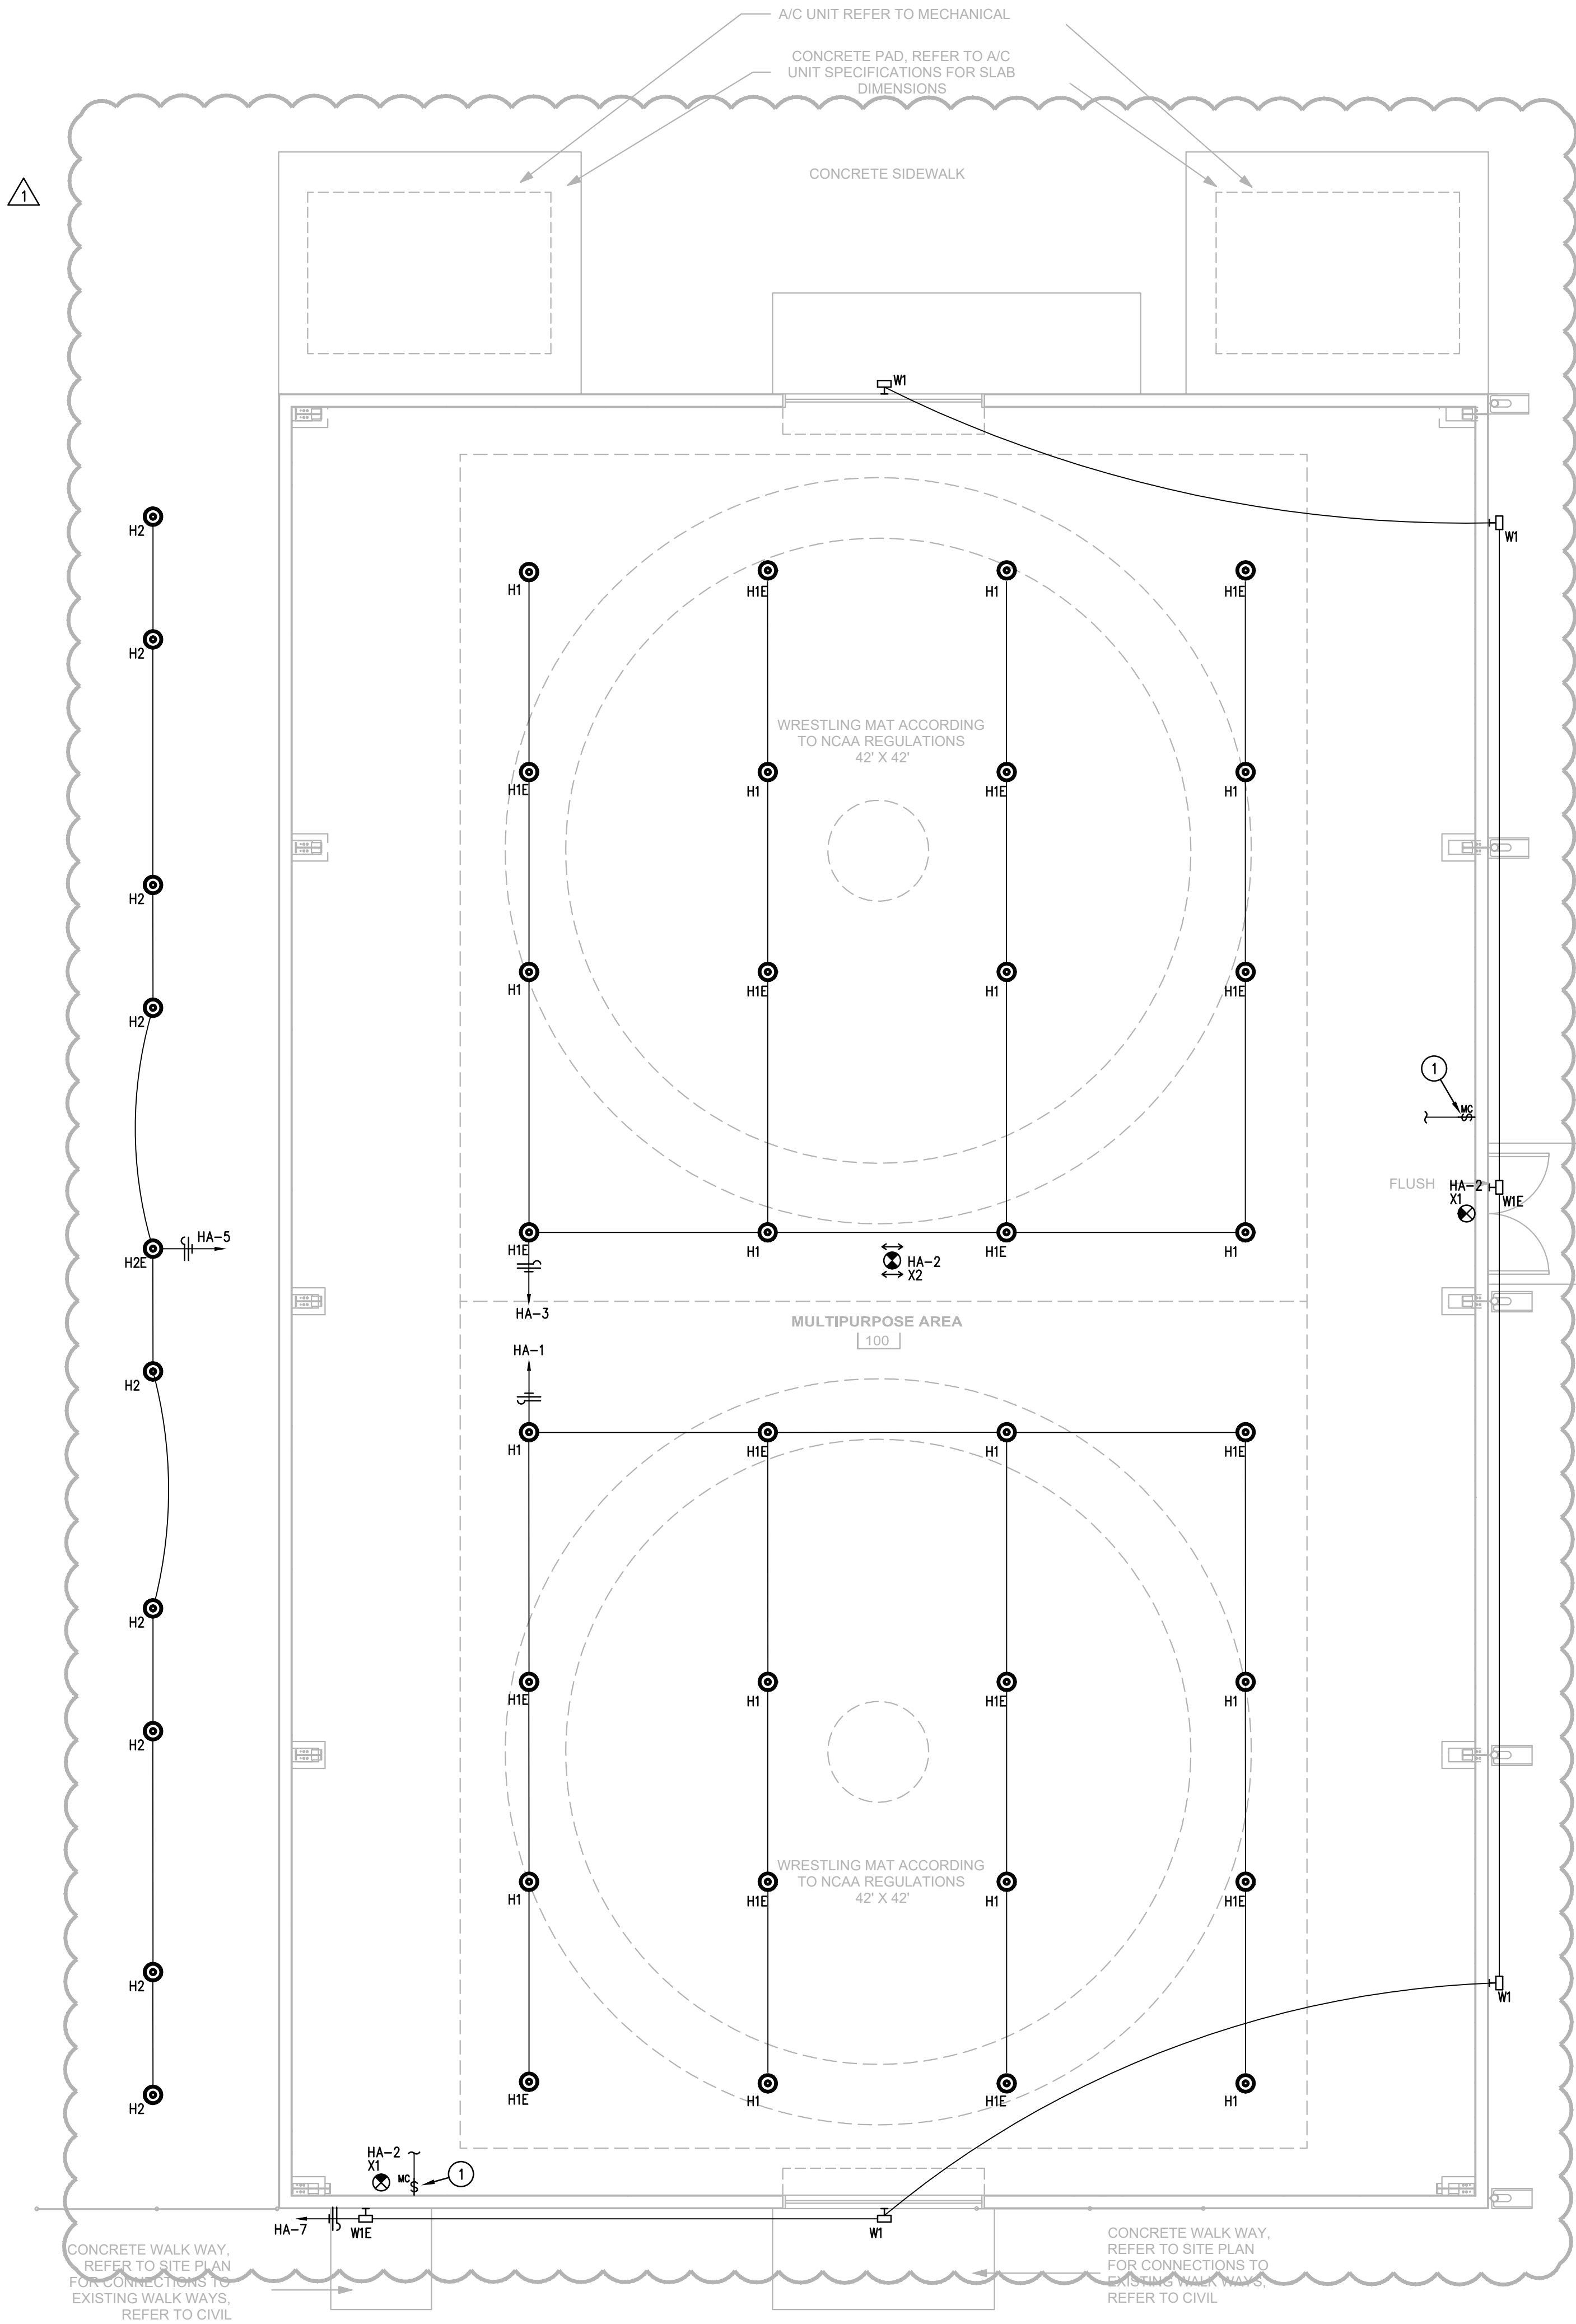 A/C UNIT REFER TO MECHANICAL
CONCRETE PAD, REFER TO A/C
UNIT SPECIFICATIONS FOR SLAB
DIMENSIONS
CONCRETE SIDEWALK
1
W1
H2
W1
H1
H1E
H1
H1E
H2
WRESTLING MAT ACCORDING
TO NCAA REGULATIONS
42' X 42'
H1E
H1
H1E
H1
H2
H1
H1E
H1
H1E
H2
1
MC
$
FLUSH
HA-2
X1
W1E
HA-5
H2E
H1E
H1
H1E
H1
HA-2
X2
HA-3
MULTIPURPOSE AREA
100
HA-1
H2
H1
H1E
H1
H1E
H2
H1E
H1
H1E
H1
H2
WRESTLING MAT ACCORDING
TO NCAA REGULATIONS
42' X 42'
H1
H1E
H1
H1E
H2
W1
H1E
H1
H1E
H1
H2
HA-2
X1
MC
$
1
HA-7
W1E
W1
CONCRETE WALK WAY,
REFER TO SITE PLAN
FOR CONNECTIONS TO
EXISTING WALK WAYS,
REFER TO CIVIL
CONCRETE WALK WAY,
REFER TO SITE PLAN
FOR CONNECTIONS TO
EXISTING WALK WAYS,
REFER TO CIVIL